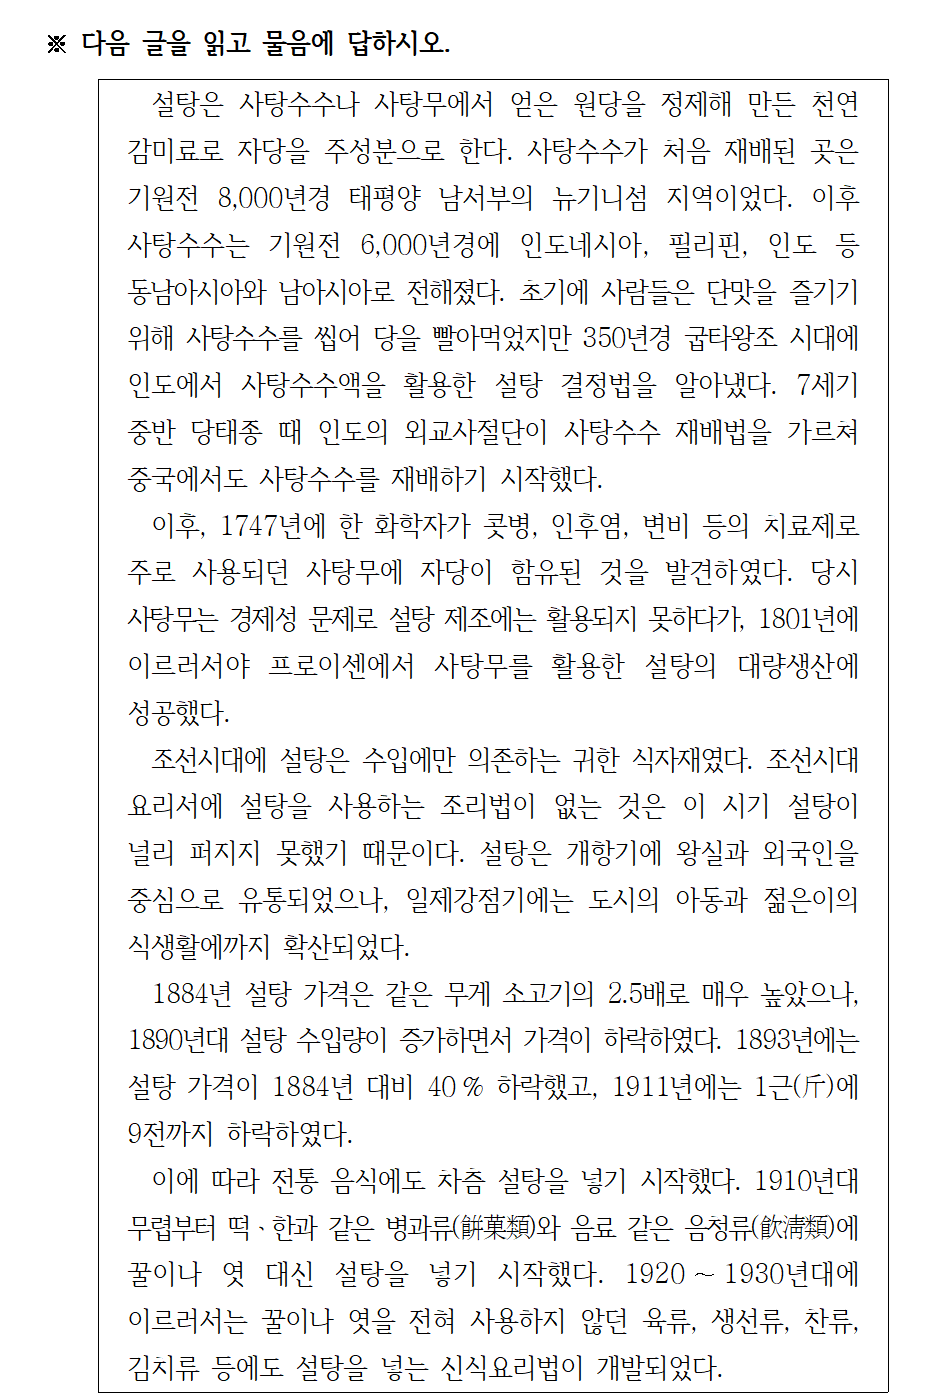 ※ 다음 글을 읽고 물음에 답하시오.
설탕은 사탕수수나 사탕무에서 얻은 원당을 정제해 만든 천연
감미료로 자당을 주성분으로 한다. 사탕수수가 처음 재배된 곳은
기원전 8,000년경 태평양 남서부의 뉴기니섬 지역이었다. 이후
사탕수수는 기원전 6,000년경에 인도네시아, 필리핀, 인도 등
동남아시아와 남아시아로 전해졌다. 초기에 사람들은 단맛을 즐기기
위해 사탕수수를 씹어 당을 빨아먹었지만 350년경 굽타왕조 시대에
인도에서 사탕수수액을 활용한 설탕 결정법을 알아냈다. 7세기
중반 당태종 때 인도의 외교사절단이 사탕수수 재배법을 가르쳐
중국에서도 사탕수수를 재배하기 시작했다.
이후, 1747년에 한 화학자가 콧병, 인후염, 변비 등의 치료제로
주로 사용되던 사탕무에 자당이 함유된 것을 발견하였다. 당시
사탕무는 경제성 문제로 설탕 제조에는 활용되지 못하다가, 1801년에
이르러서야 프로이센에서 사탕무를 활용한 설탕의 대량생산에
성공했다.
조선시대에 설탕은 수입에만 의존하는 귀한 식자재였다. 조선시대
요리서에 설탕을 사용하는 조리법이 없는 것은 이 시기 설탕이
널리 퍼지지 못했기 때문이다. 설탕은 개항기에 왕실과 외국인을
중심으로 유통되었으나, 일제강점기에는 도시의 아동과 젊은이의
식생활에까지 확산되었다.
1884년 설탕 가격은 같은 무게 소고기의 2.5배로 매우 높았으나,
1890년대 설탕 수입량이 증가하면서 가격이 하락하였다. 1893년에는
설탕 가격이 1884년 대비 40 % 하락했고, 1911년에는 1근(斤)에
9전까지 하락하였다.
이에 따라 전통 음식에도 차츰 설탕을 넣기 시작했다. 1910년대
무렵부터 떡ㆍ한과 같은 병과류(餠菓類)와 음료 같은 음청류(飮淸類)에
꿀이나 엿 대신 설탕을 넣기 시작했다. 1920 ~ 1930년대에
이르러서는 꿀이나 엿을 전혀 사용하지 않던 육류, 생선류, 찬류,
김치류 등에도 설탕을 넣는 신식요리법이 개발되었다.